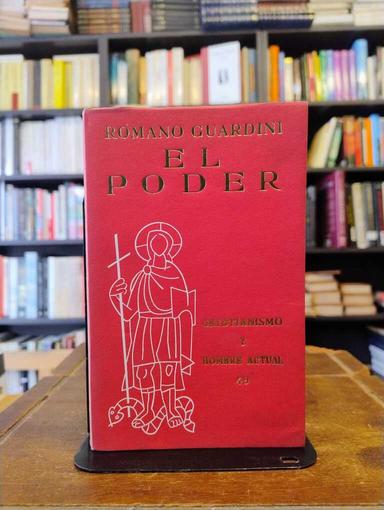 ROMANO GUARDINI
EL
PODER
CRISTIANISMO
Y
HOMBRE ACTUAL